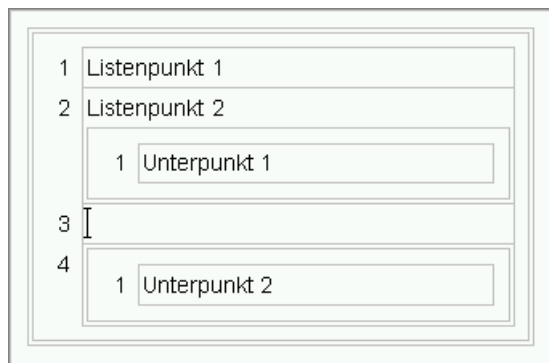 1 Listenpunkt 1
2 Listenpunkt 2
1 Unterpunkt 1
3
4
1 Unterpunkt 2